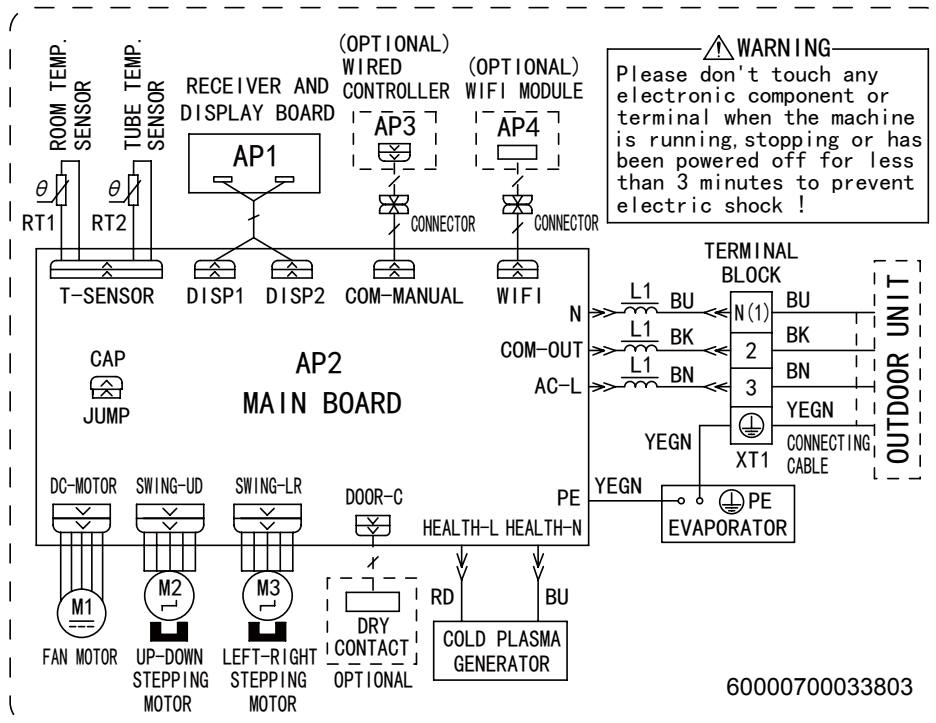 ROOM TEMP.
SENSOR
TUBE TEMP.
SENSOR
θ
RT1
θ
RT2
RECEIVER AND
DISPLAY BOARD
AP1
(OPTIONAL)
WIRED
CONTROLLER
AP3
(OPTIONAL)
WIFI MODULE
AP4
CONNECTOR
CONNECTOR
WARNING
Please don't touch any
electronic component or
terminal when the machine
is running,stopping or has
been powered off for less
than 3 minutes to prevent
electric shock !
T-SENSOR
DISP1
DISP2
COM-MANUAL
WIFI
TERMINAL
BLOCK
N
L1
BU
N(1)
BU
COM-OUT
L1
BK
2
BK
AC-L
L1
BN
3
BN
YEGN
YEGN
XT1
CONNECTING
CABLE
OUTDOOR UNIT
CAP
JUMP
AP2
MAIN BOARD
PE
YEGN
PE
EVAPORATOR
DC-MOTOR
SWING-UD
SWING-LR
DOOR-C
HEALTH-L
HEALTH-N
M1
FAN MOTOR
M2
UP-DOWN
STEPPING
MOTOR
M3
LEFT-RIGHT
STEPPING
MOTOR
DRY
CONTACT
OPTIONAL
RD
BU
COLD PLASMA
GENERATOR
60000700033803